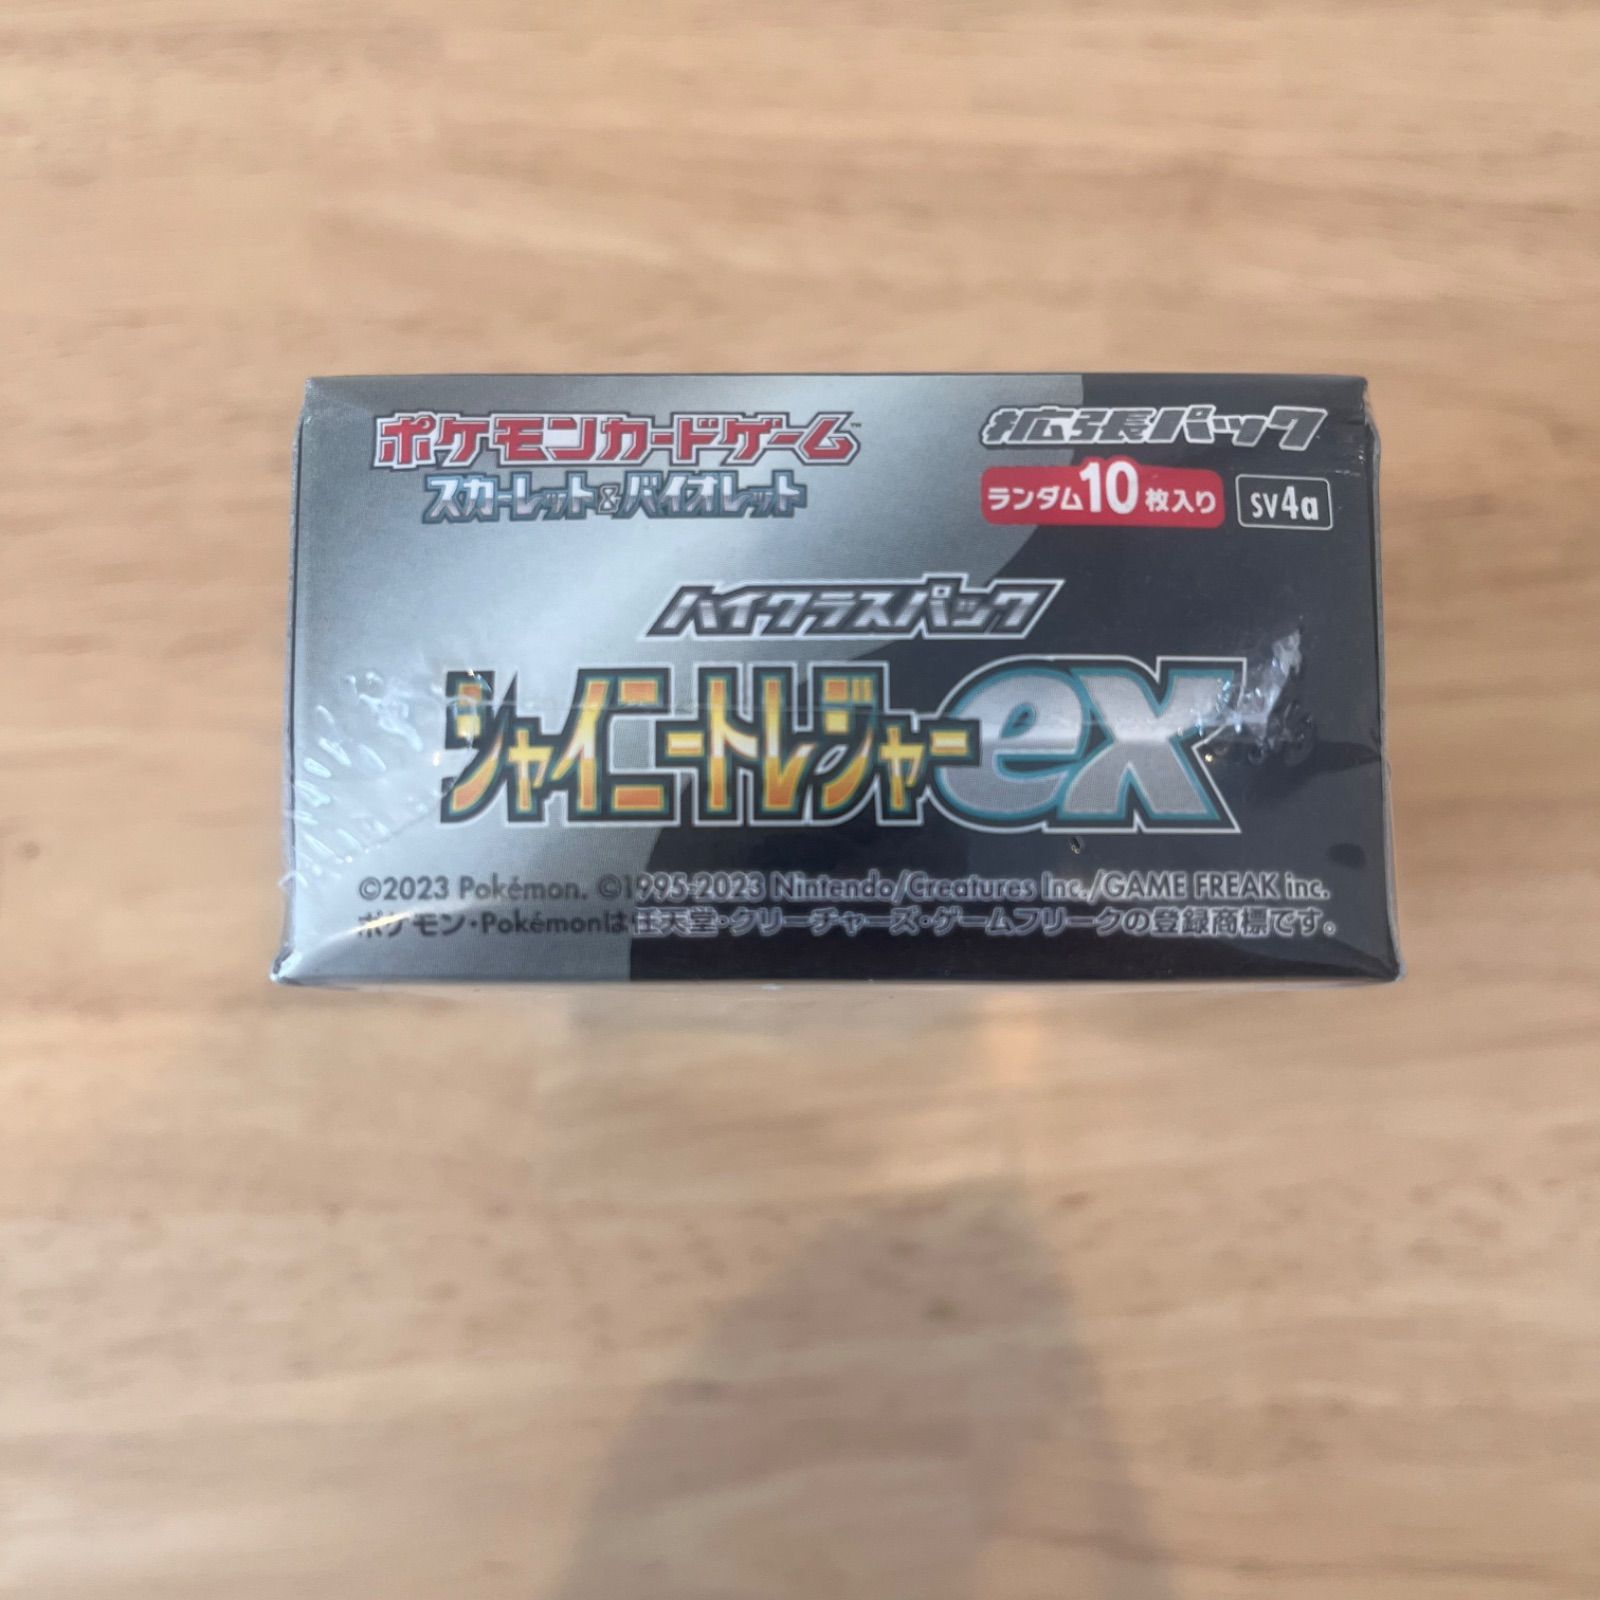 ポケモンカードゲーム™
スカーレット&バイオレット
拡張パック
ランダム10枚入り sv4a
ハイクラスパック
シャイニートレジャーex
©2023 Pokémon. ©1995-2023 Nintendo/Creatures Inc./GAME FREAK inc.
ポケモン・Pokémonは任天堂・クリーチャーズ・ゲームフリークの登録商標です。